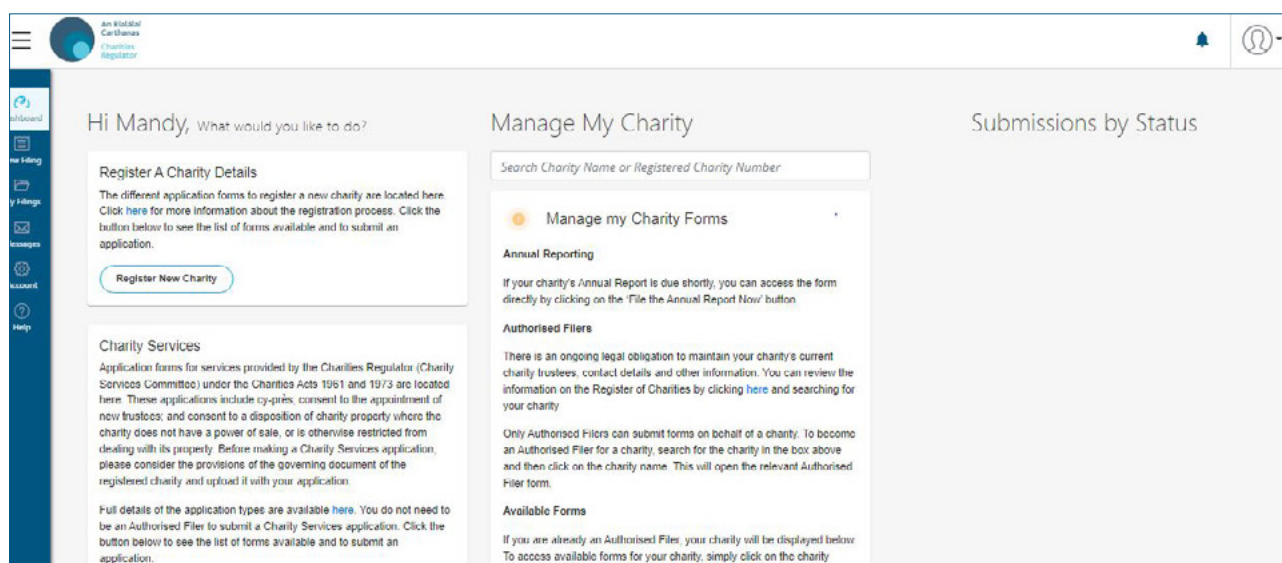 An Rialálaí
Carthanas
Charities
Regulator
ashboard
ew Filing
y Filings
essages
ccount
Help
Hi Mandy, What would you like to do?
Register A Charity Details
The different application forms to register a new charity are located here.
Click here for more information about the registration process. Click the
button below to see the list of forms available and to submit an
application.
Register New Charity
Charity Services
Application forms for services provided by the Charities Regulator (Charity
Services Committee) under the Charities Acts 1961 and 1973 are located
here. These applications include cy-près, consent to the appointment of
new trustees; and consent to a disposition of charity property where the
charity does not have a power of sale, or is otherwise restricted from
dealing with its property. Before making a Charity Services application,
please consider the provisions of the governing document of the
registered charity and upload it with your application.
Full details of the application types are available here. You do not need to
be an Authorised Filer to submit a Charity Services application. Click the
button below to see the list of forms available and to submit an
application.
Manage My Charity
Search Charity Name or Registered Charity Number
Manage my Charity Forms
Annual Reporting
If your charity's Annual Report is due shortly, you can access the form
directly by clicking on the 'File the Annual Report Now' button
Authorised Filers
There is an ongoing legal obligation to maintain your charity's current
charity trustees, contact details and other information. You can review the
information on the Register of Charities by clicking here and searching for
your charity
Only Authorised Filers can submit forms on behalf of a charity. To become
an Authorised Filer for a charity, search for the charity in the box above
and then click on the charity name. This will open the relevant Authorised
Filer form.
Available Forms
If you are already an Authorised Filer, your charity will be displayed below
To access available forms for your charity, simply click on the charity
Submissions by Status